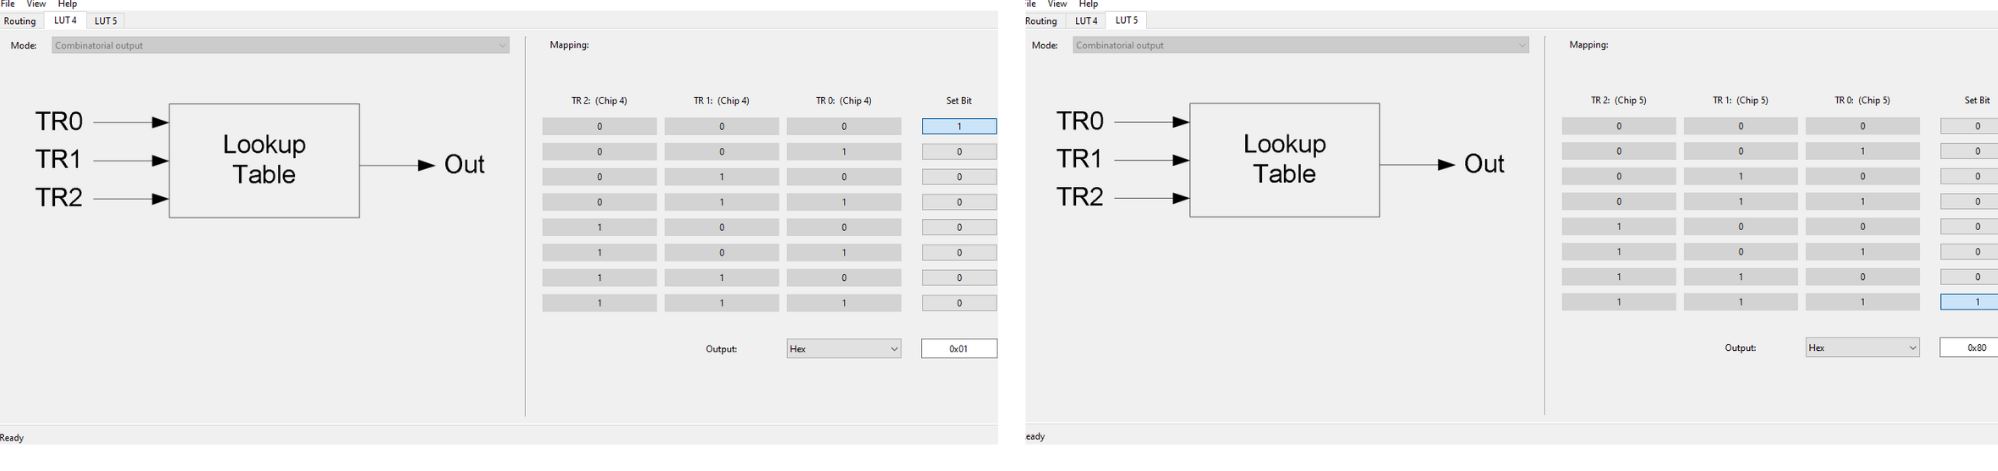 File View Help
Routing LUT 4 LUT 5
Mode: Combinatorial output
Mapping:
TR0
TR1
TR2
Lookup
Table
Out
TR 2: (Chip 4) TR 1: (Chip 4) TR 0: (Chip 4) Set Bit
0 0 0 1
0 0 1 0
0 1 0 0
0 1 1 0
1 0 0 0
1 0 1 0
1 1 0 0
1 1 1 0
Output: Hex 0x01
Ready
ile View Help
Routing LUT 4 LUT 5
Mode: Combinatorial output
Mapping:
TR0
TR1
TR2
Lookup
Table
Out
TR 2: (Chip 5) TR 1: (Chip 5) TR 0: (Chip 5) Set Bit
0 0 0 0
0 0 1 0
0 1 0 0
0 1 1 0
1 0 0 0
1 0 1 0
1 1 0 0
1 1 1 1
Output: Hex 0x80
eady